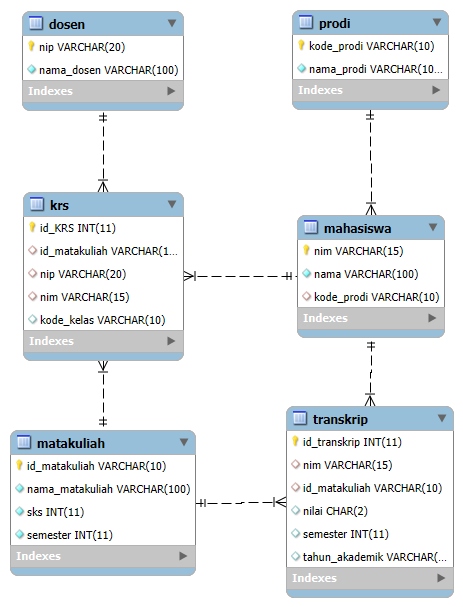 dosen
nip VARCHAR(20)
nama_dosen VARCHAR(100)
Indexes
prodi
kode_prodi VARCHAR(10)
nama_prodi VARCHAR(10...
Indexes
krs
id_KRS INT(11)
id_matakuliah VARCHAR(1...
nip VARCHAR(20)
nim VARCHAR(15)
kode_kelas VARCHAR(10)
Indexes
mahasiswa
nim VARCHAR(15)
nama VARCHAR(100)
kode_prodi VARCHAR(10)
Indexes
matakuliah
id_matakuliah VARCHAR(10)
nama_matakuliah VARCHAR(100)
sks INT(11)
semester INT(11)
Indexes
transkrip
id_transkrip INT(11)
nim VARCHAR(15)
id_matakuliah VARCHAR(10)
nilai CHAR(2)
semester INT(11)
tahun_akademik VARCHAR(...
Indexes